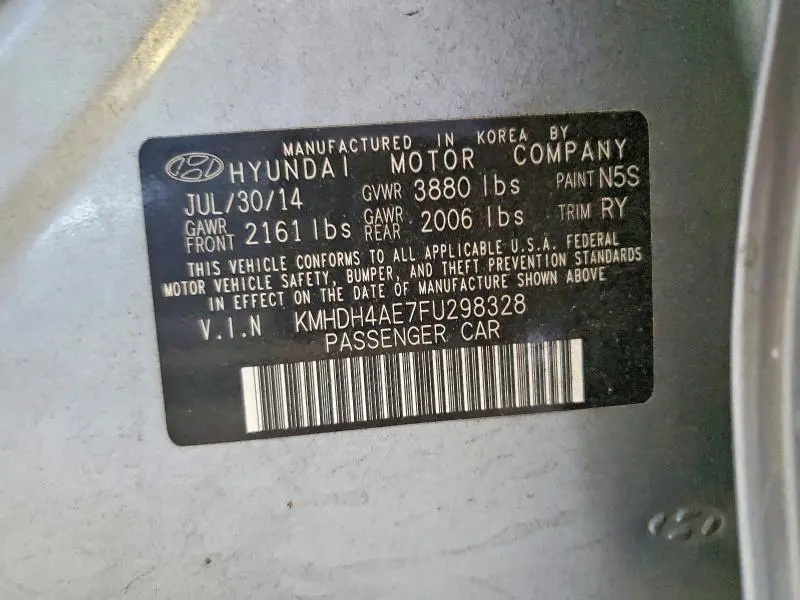 MANUFACTURED IN KOREA BY
HYUNDAI MOTOR COMPANY
JUL/30/14 GVWR 3880 lbs PAINT N5S
GAWR FRONT 2161 lbs GAWR REAR 2006 lbs TRIM RY
THIS VEHICLE CONFORMS TO ALL APPLICABLE U.S.A. FEDERAL
MOTOR VEHICLE SAFETY, BUMPER, AND THEFT PREVENTION STANDARDS
IN EFFECT ON THE DATE OF MANUFACTURE SHOWN ABOVE
V.I.N KMHDH4AE7FU298328
PASSENGER CAR